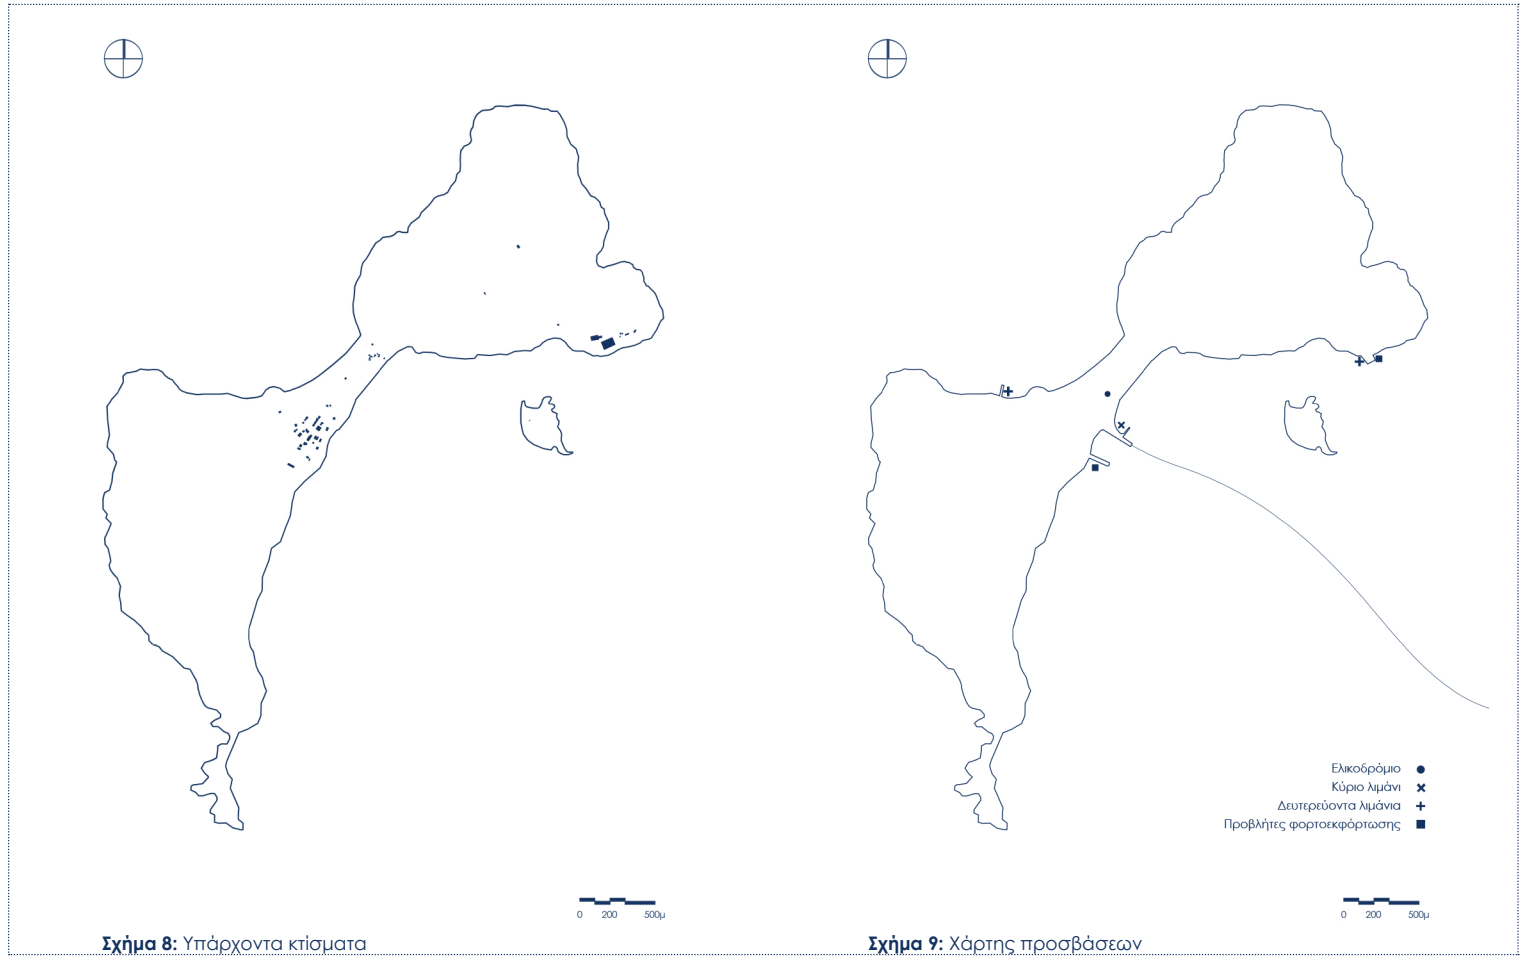 Ελικοδρόμιο
Κύριο λιμάνι
Δευτερεύοντα λιμάνια
Προβλήτες φορτοεκφόρτωσης
0 200 500μ
0 200 500μ
Σχήμα 8: Υπάρχοντα κτίσματα
Σχήμα 9: Χάρτης προσβάσεων